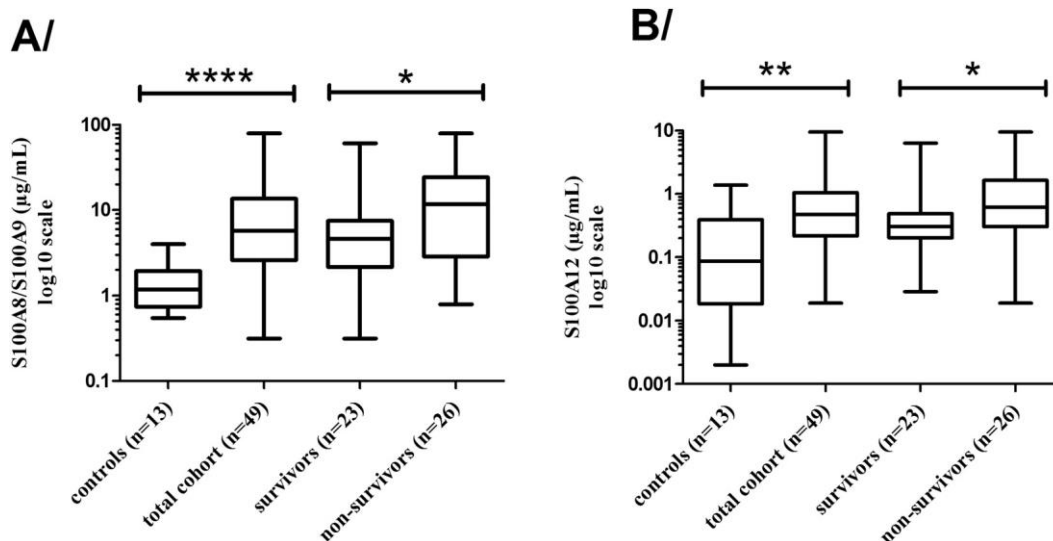 A/
****
*
S100A8/S100A9 (µg/mL)
log10 scale
100
10
1
0.1
controls (n=13)
total cohort (n=49)
survivors (n=23)
non-survivors (n=26)
B/
**
*
S100A12 (µg/mL)
log10 scale
10
1
0.1
0.01
0.001
controls (n=13)
total cohort (n=49)
survivors (n=23)
non-survivors (n=26)